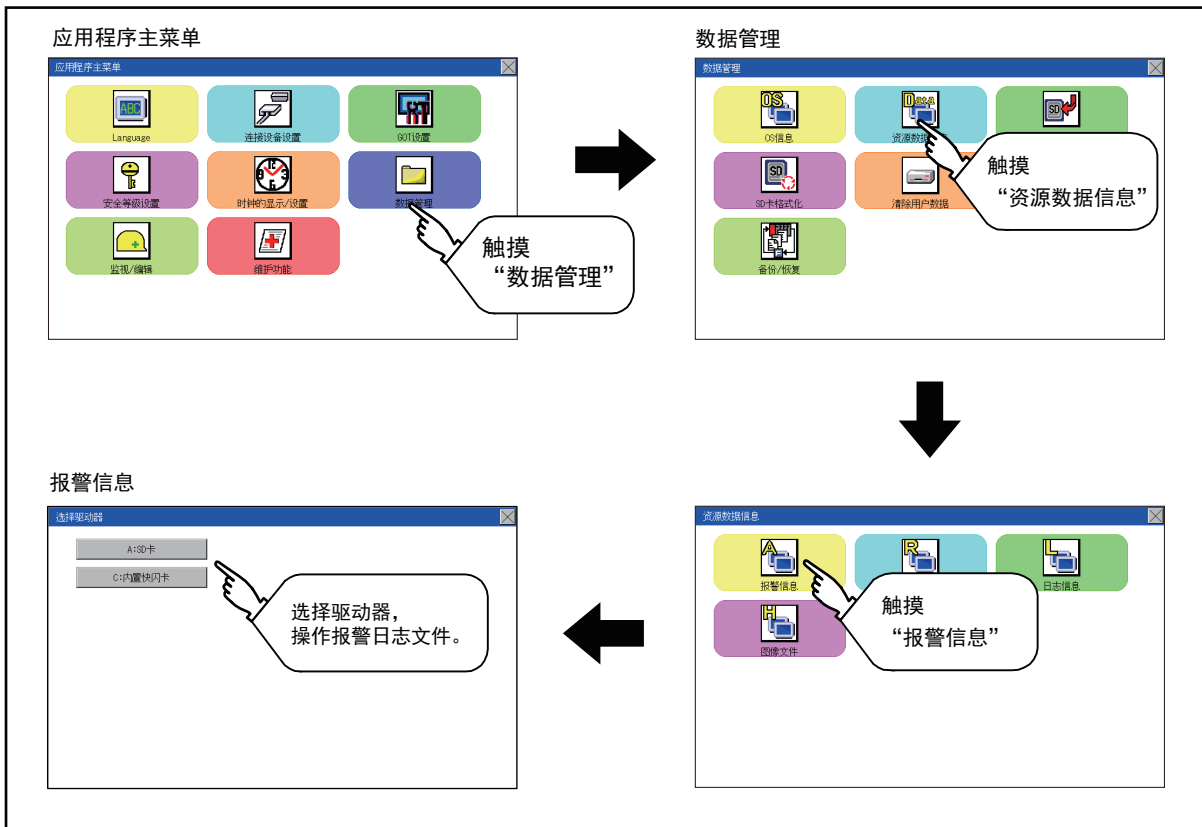 应用程序主菜单
应用程序主菜单
ABC
Language
连接设备设置
GOT设置
安全等级设置
时钟的显示/设置
数据管理
监视/编辑
维护功能
触摸
“数据管理”
数据管理
数据管理
OS
OS信息
Data
资源数据
SD
SD
SD卡格式化
清除用户数据
备份/恢复
触摸
“资源数据信息”
报警信息
选择驱动器
A:SD卡
C:内置快闪卡
选择驱动器,
操作报警日志文件。
资源数据信息
A
报警信息
R
L
日志信息
H
图像文件
触摸
“报警信息”